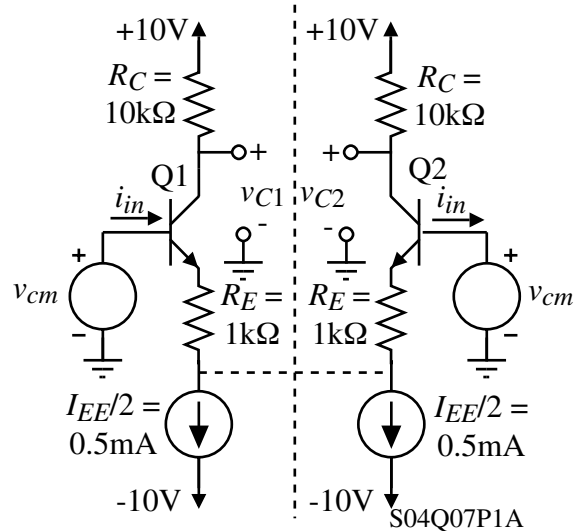 +10V +10V
R_C = R_C =
10kΩ 10kΩ
+ +
Q1 Q2
i_in v_C1 v_C2 i_in
- -
+ +
v_cm R_E = R_E = v_cm
− 1kΩ 1kΩ −
I_EE/2 = I_EE/2 =
0.5mA 0.5mA
-10V -10V
S04Q07P1A